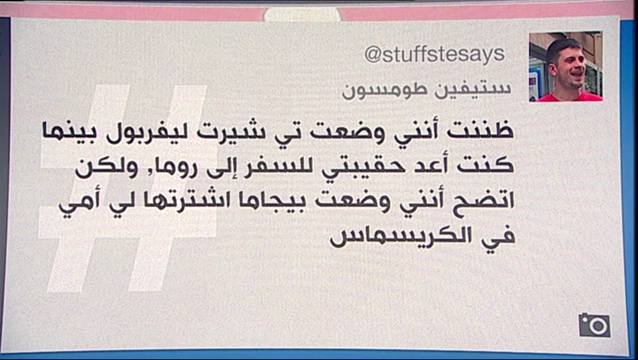 @stuffstesays
ستيفين طومسون
ظننت أنني وضعت تي شيرت ليفربول بينما
كنت أعد حقيبتي للسفر إلى روما, ولكن
اتضح أنني وضعت بيجاما اشترتها لي أمي
في الكريسماس
#